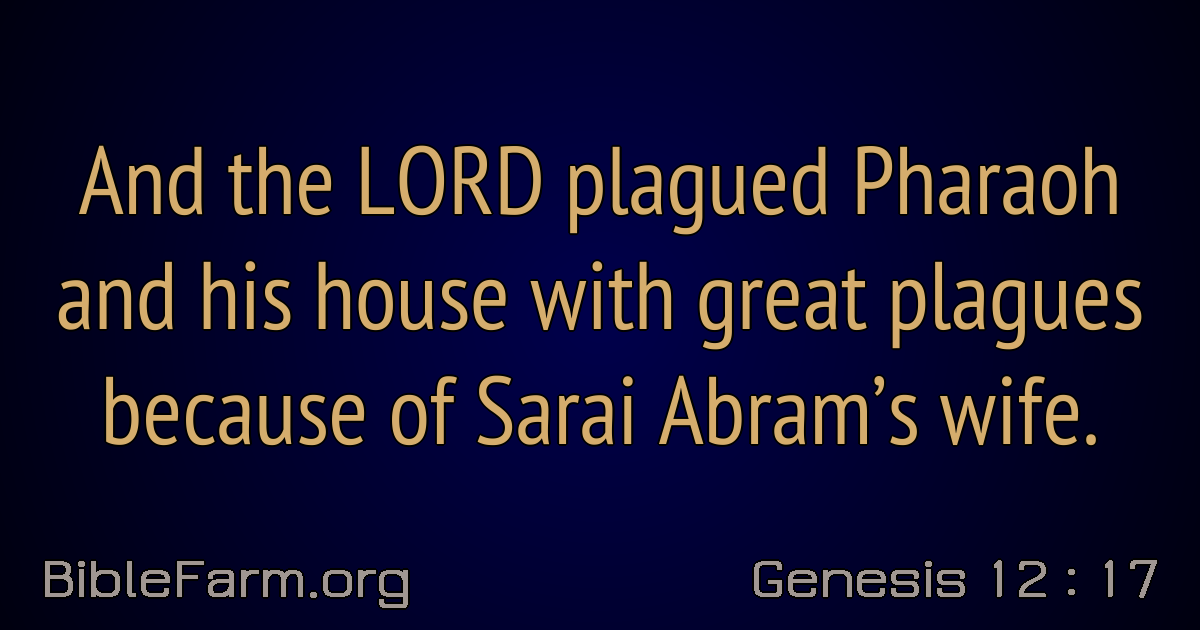 And the LORD plagued Pharaoh
and his house with great plagues
because of Sarai Abram’s wife.
BibleFarm.org
Genesis 12 : 17